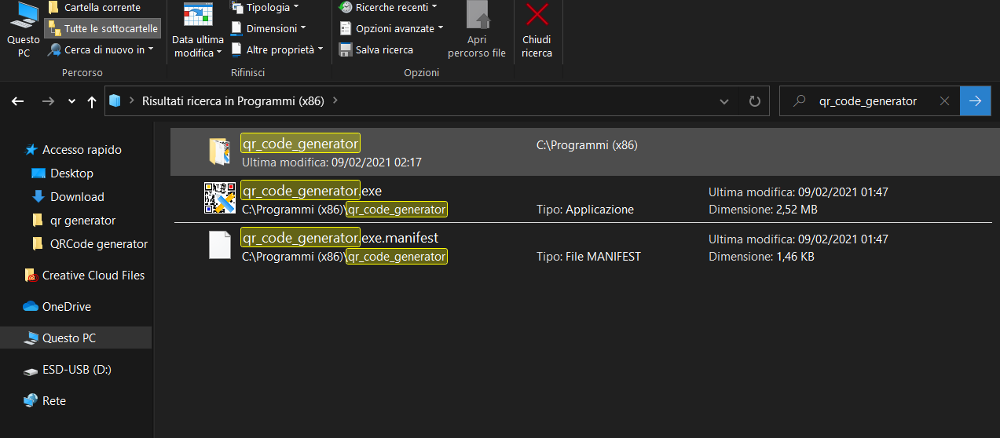 Cartella corrente
Tutte le sottocartelle
Cerca di nuovo in
Questo
PC
Percorso
Data ultima
modifica
Tipologia
Dimensioni
Altre proprietà
Rifinisci
Ricerche recenti
Opzioni avanzate
Salva ricerca
Apri
percorso file
Opzioni
Chiudi
ricerca
Risultati ricerca in Programmi (x86)
qr_code_generator
Accesso rapido
Desktop
Download
qr generator
QRCode generator
Creative Cloud Files
OneDrive
Questo PC
ESD-USB (D:)
Rete
qr_code_generator
C:\Programmi (x86)
Ultima modifica: 09/02/2021 02:17
qr_code_generator.exe
Ultima modifica: 09/02/2021 01:47
C:\Programmi (x86)\qr_code_generator
Tipo: Applicazione
Dimensione: 2,52 MB
qr_code_generator.exe.manifest
Ultima modifica: 09/02/2021 01:47
C:\Programmi (x86)\qr_code_generator
Tipo: File MANIFEST
Dimensione: 1,46 KB